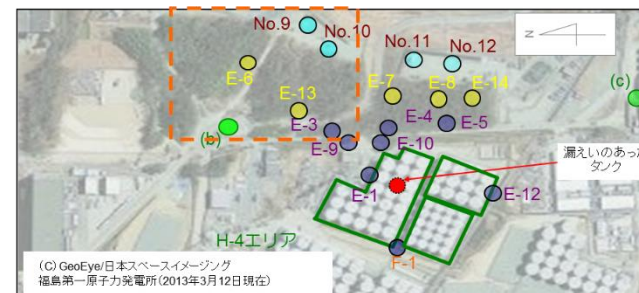 No.9
No.10
No.11
No.12
Z
E-6
E-13
E-7
E-8
E-14
(c)
(b)
E-3
E-4
E-5
E-9
E-10
漏えいのあった
タンク
E-1
E-12
H-4エリア
F-1
(C)GeoEye/日本スペースイメージング
福島第一原子力発電所(2013年3月12日現在)